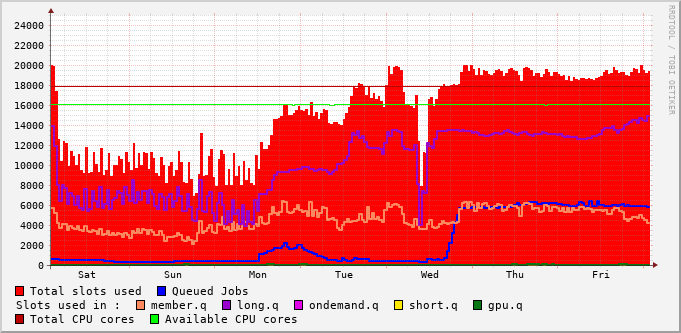 RRDTOOL / TOBI OETIKER
24000
22000
20000
18000
16000
14000
12000
10000
8000
6000
4000
2000
0
Sat Sun Mon Tue Wed Thu Fri
Total slots used Queued Jobs
Slots used in : member.q long.q ondemand.q short.q gpu.q
Total CPU cores Available CPU cores